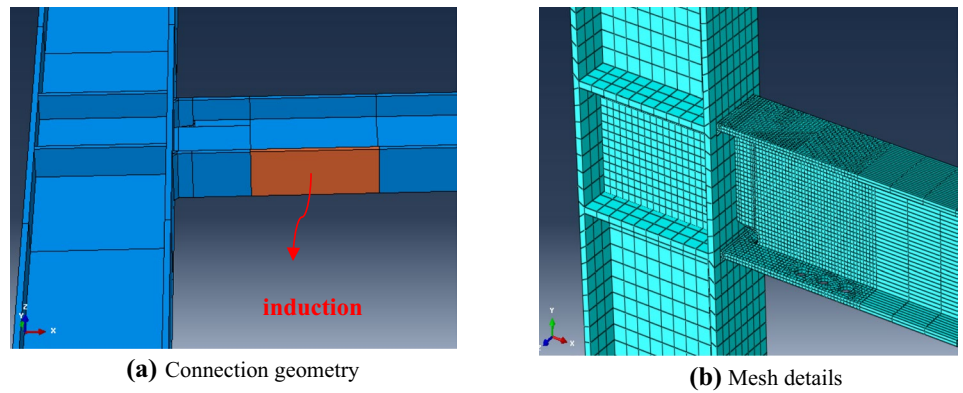 induction
Z
Y
X
(a) Connection geometry
Y
X
(b) Mesh details